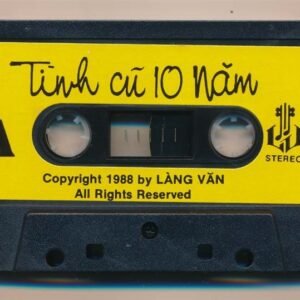 Tình cũ 10 Năm
STEREO
Copyright 1988 by LÀNG VĂN
All Rights Reserved